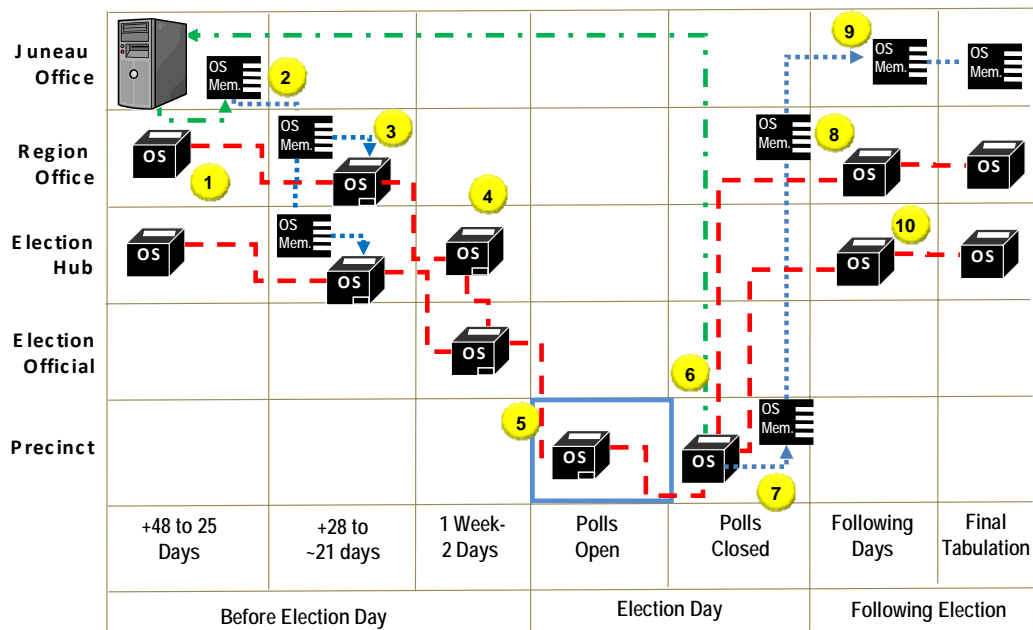 Juneau
Office
OS
Mem.
2
9
OS
Mem.
OS
Mem.
Region
Office
OS
1
OS
Mem.
3
OS
4
OS
Mem.
8
OS
OS
Election
Hub
OS
OS
Mem.
OS
OS
10
OS
OS
Election
Official
OS
6
Precinct
5
OS
OS
OS
Mem.
7
+48 to 25
Days
+28 to
~21 days
1 Week-
2 Days
Polls
Open
Polls
Closed
Following
Days
Final
Tabulation
Before Election Day
Election Day
Following Election